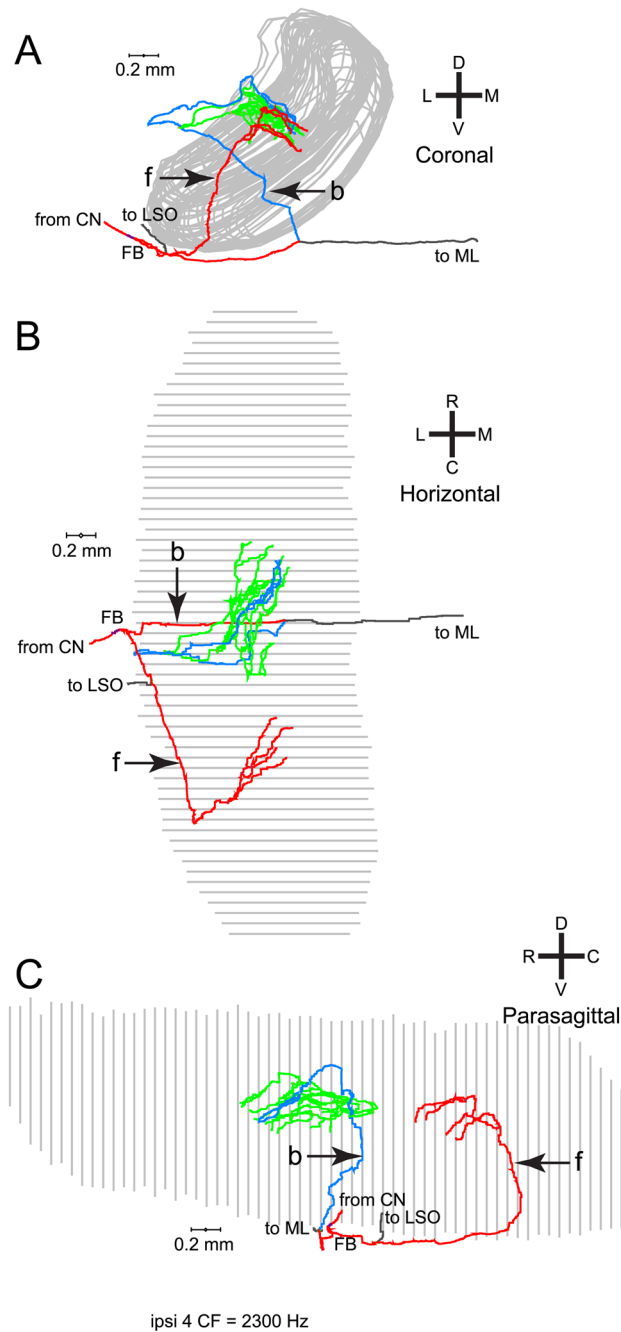 A
0.2 mm
D
L M
V
Coronal
f
b
from CN
to LSO
FB
to ML
B
R
L M
C
Horizontal
0.2 mm
b
FB
from CN
to ML
to LSO
f
C
D
R C
V
Parasagittal
b
f
from CN
to LSO
to ML
FB
0.2 mm
ipsi 4 CF = 2300 Hz